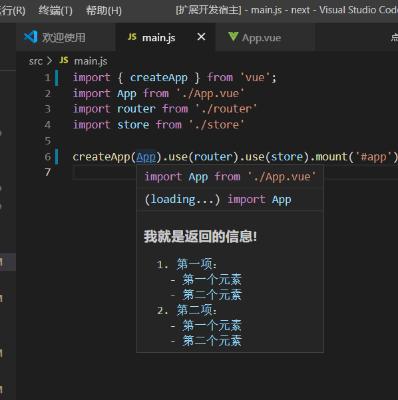 运行(R) 终端(T) 帮助(H) [扩展开发宿主] - main.js - next - Visual Studio Code
欢迎使用 JS main.js App.vue
src > JS main.js
1 import { createApp } from 'vue';
2 import App from './App.vue'
3 import router from './router'
4 import store from './store'
5
6 createApp(App).use(router).use(store).mount('#app')
7
import App from './App.vue'
(loading...) import App
我就是返回的信息!
1. 第一项:
- 第一个元素
- 第二个元素
2. 第二项:
- 第一个元素
- 第二个元素